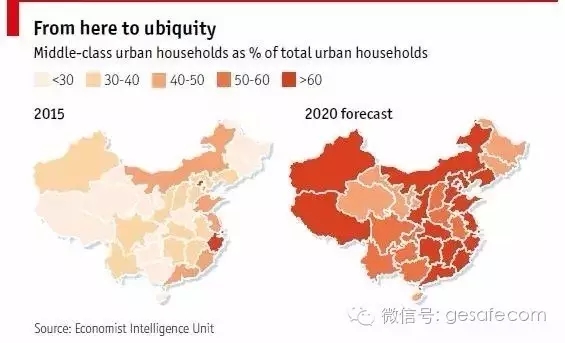 From here to ubiquity
Middle-class urban households as % of total urban households
<30 30-40 40-50 50-60 >60
2015 2020 forecast
Source: Economist Intelligence Unit
微信号: gesafecom